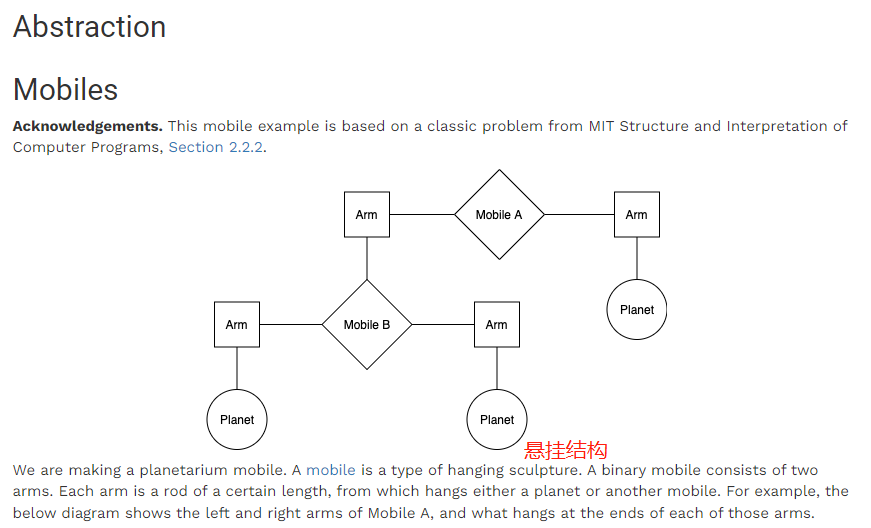 Abstraction
Mobiles
Acknowledgements. This mobile example is based on a classic problem from MIT Structure and Interpretation of
Computer Programs, Section 2.2.2.
Arm
Mobile A
Arm
Planet
Arm
Mobile B
Arm
Planet
Planet
悬挂结构
We are making a planetarium mobile. A mobile is a type of hanging sculpture. A binary mobile consists of two
arms. Each arm is a rod of a certain length, from which hangs either a planet or another mobile. For example, the
below diagram shows the left and right arms of Mobile A, and what hangs at the ends of each of those arms.